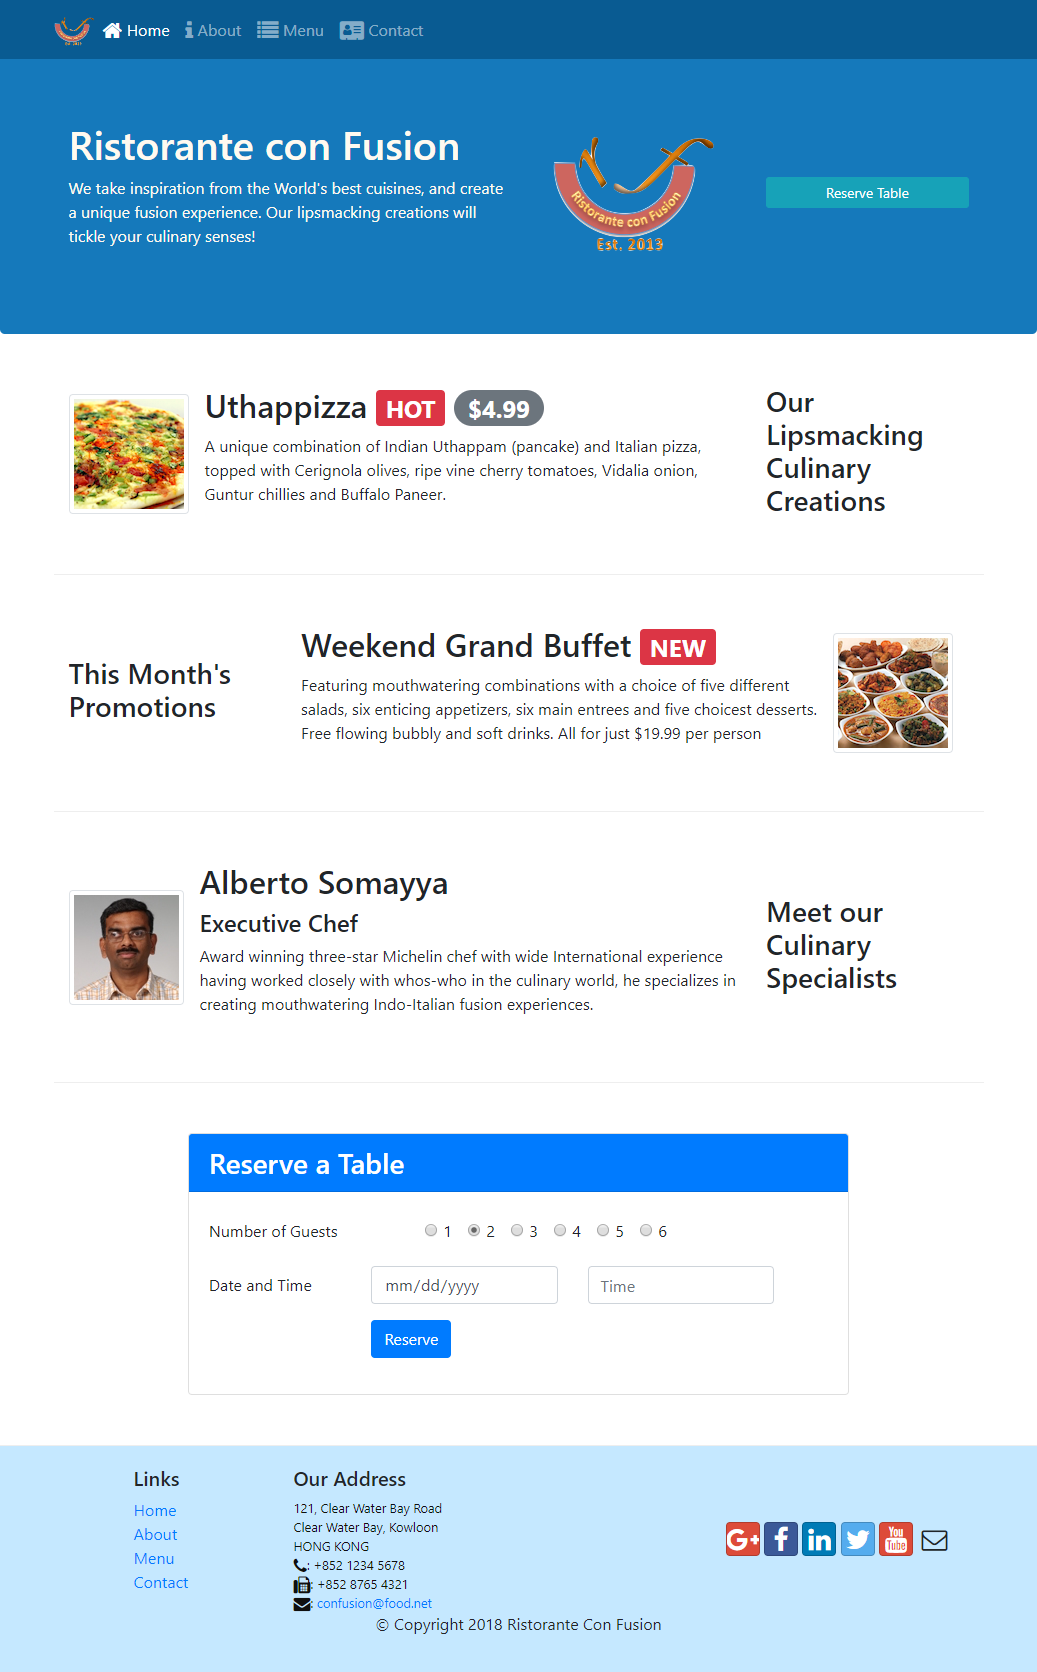 Home About Menu Contact
Ristorante con Fusion
We take inspiration from the World's best cuisines, and create
a unique fusion experience. Our lipsmacking creations will
tickle your culinary senses!
Ristorante con Fusion
Est. 2013
Reserve Table
Uthappizza HOT $4.99
A unique combination of Indian Uthappam (pancake) and Italian pizza,
topped with Cerignola olives, ripe vine cherry tomatoes, Vidalia onion,
Guntur chillies and Buffalo Paneer.
Our
Lipsmacking
Culinary
Creations
This Month's
Promotions
Weekend Grand Buffet NEW
Featuring mouthwatering combinations with a choice of five different
salads, six enticing appetizers, six main entrees and five choicest desserts.
Free flowing bubbly and soft drinks. All for just $19.99 per person
Alberto Somayya
Executive Chef
Award winning three-star Michelin chef with wide International experience
having worked closely with whos-who in the culinary world, he specializes in
creating mouthwatering Indo-Italian fusion experiences.
Meet our
Culinary
Specialists
Reserve a Table
Number of Guests 1 2 3 4 5 6
Date and Time mm/dd/yyyy Time
Reserve
Links
Home
About
Menu
Contact
Our Address
121, Clear Water Bay Road
Clear Water Bay, Kowloon
HONG KONG
: +852 1234 5678
: +852 8765 4321
: confusion@food.net
G+ f in You Tube
© Copyright 2018 Ristorante Con Fusion